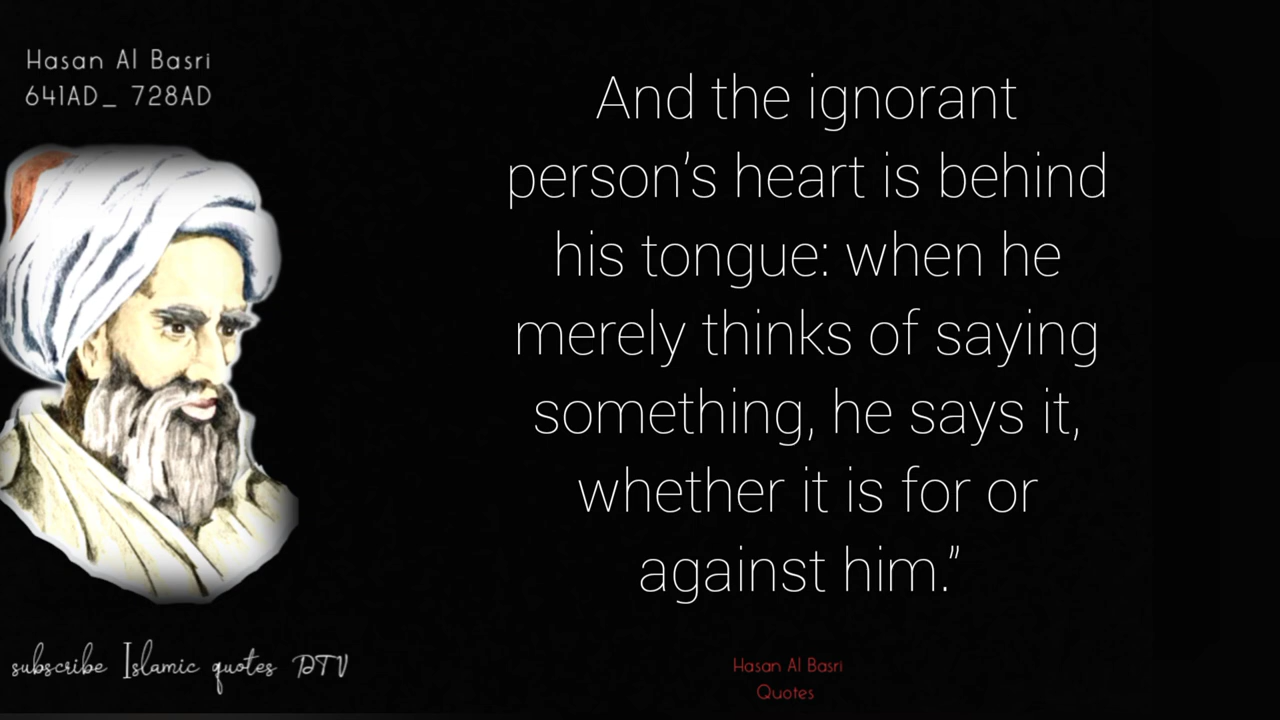 Hasan Al Basri
641AD_ 728AD
And the ignorant
person's heart is behind
his tongue: when he
merely thinks of saying
something, he says it,
whether it is for or
against him.”
subscribe Islamic quotes DTV
Hasan Al Basri
Quotes